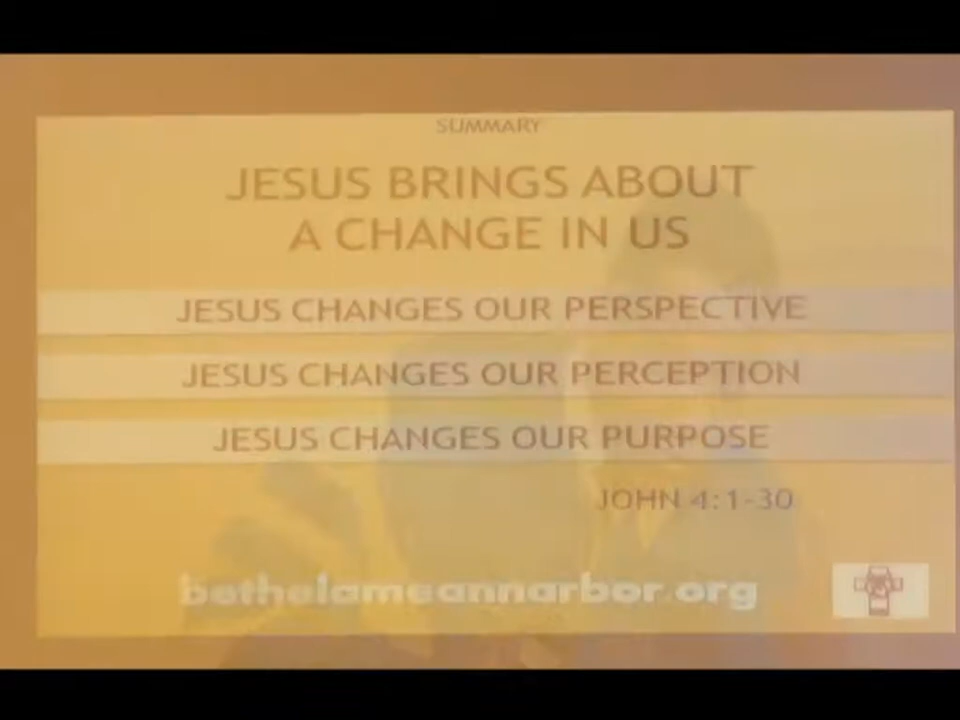 SUMMARY
JESUS BRINGS ABOUT
A CHANGE IN US
JESUS CHANGES OUR PERSPECTIVE
JESUS CHANGES OUR PERCEPTION
JESUS CHANGES OUR PURPOSE
JOHN 4:1-30
bethelameannarbor.org